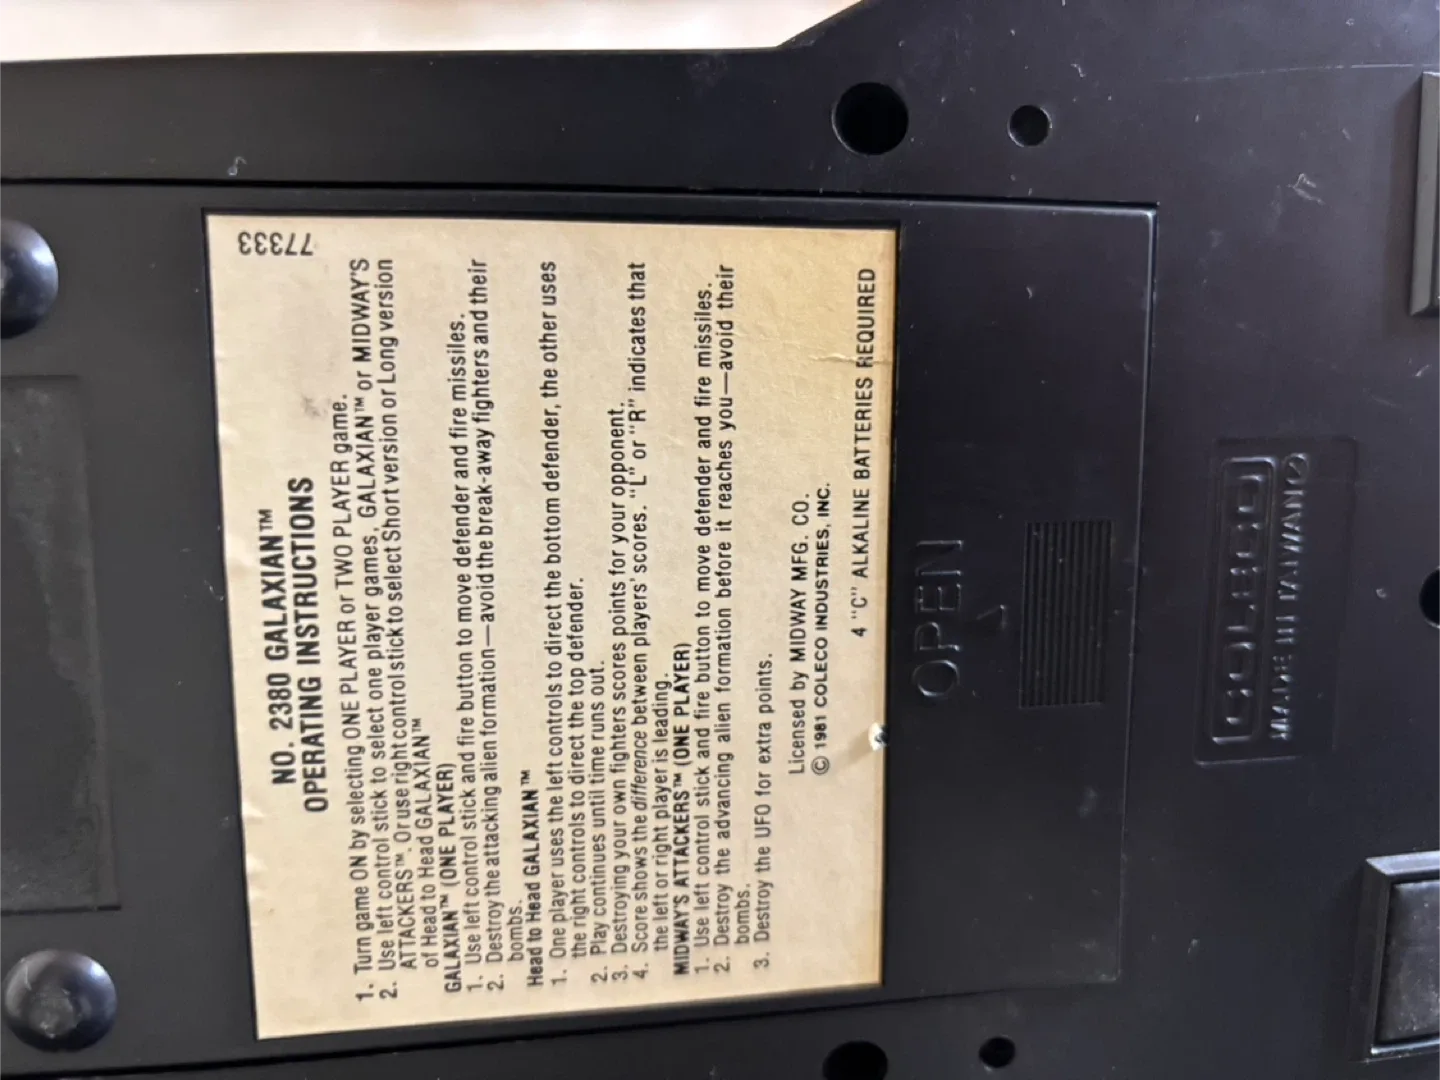 77333
NO. 2380 GALAXIAN™
OPERATING INSTRUCTIONS
1. Turn game ON by selecting ONE PLAYER or TWO PLAYER game.
2. Use left control stick to select one player games, GALAXIAN™ or MIDWAY'S
ATTACKERS™. Or use right control stick to select Short version or Long version
of Head to Head GALAXIAN™
GALAXIAN™ (ONE PLAYER)
1. Use left control stick and fire button to move defender and fire missiles.
2. Destroy the attacking alien formation—avoid the break-away fighters and their
bombs.
Head to Head GALAXIAN™
1. One player uses the left controls to direct the bottom defender, the other uses
the right controls to direct the top defender.
2. Play continues until time runs out.
3. Destroying your own fighters scores points for your opponent.
4. Score shows the difference between players' scores. "L" or "R" indicates that
the left or right player is leading.
MIDWAY'S ATTACKERS™ (ONE PLAYER)
1. Use left control stick and fire button to move defender and fire missiles.
2. Destroy the advancing alien formation before it reaches you—avoid their
bombs.
3. Destroy the UFO for extra points.
Licensed by MIDWAY MFG. CO.
© 1981 COLECO INDUSTRIES, INC.
4 "C" ALKALINE BATTERIES REQUIRED
OPEN
COLECO
MADE IN TAIWAN